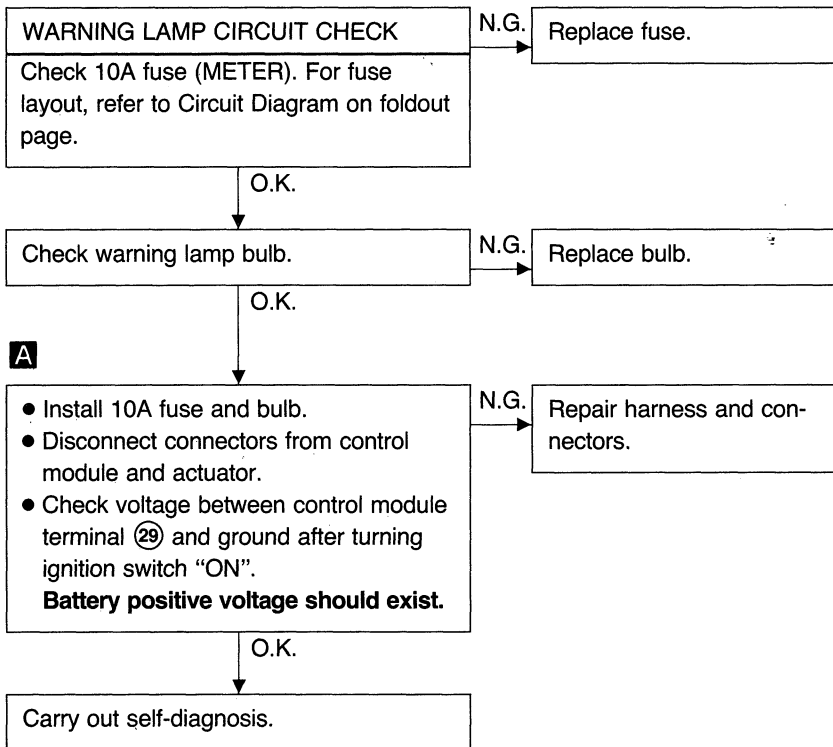 WARNING LAMP CIRCUIT CHECK
Check 10A fuse (METER). For fuse
layout, refer to Circuit Diagram on foldout
page.
N.G.
Replace fuse.
O.K.
Check warning lamp bulb.
N.G.
Replace bulb.
O.K.
A
● Install 10A fuse and bulb.
● Disconnect connectors from control
module and actuator.
● Check voltage between control module
terminal ㉙ and ground after turning
ignition switch “ON”.
Battery positive voltage should exist.
N.G.
Repair harness and con-
nectors.
O.K.
Carry out self-diagnosis.